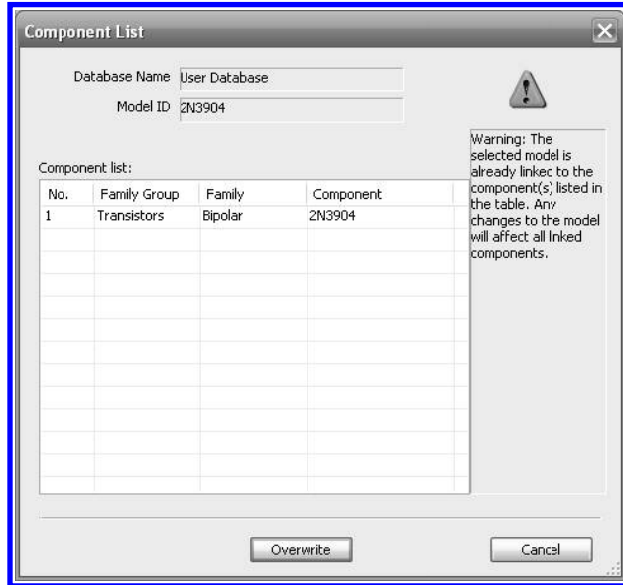 Component List
Database Name User Database
Model ID 2N3904
Component list:
No. Family Group Family Component
1 Transistors Bipolar 2N3904
Warning: The
selected model is
already linked to the
component(s) listed in
the table. Any
changes to the model
will affect all linked
components.
Overwrite Cancel